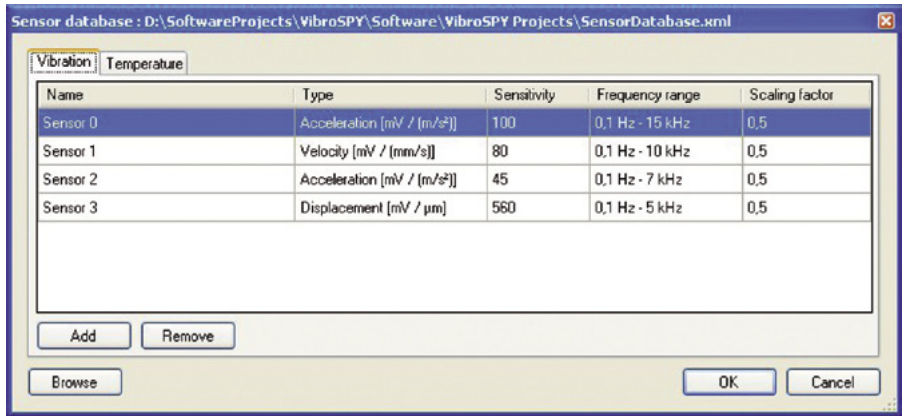 Sensor database : D:\SoftwareProjects\VibroSPY\Software\VibroSPY Projects\SensorDatabase.xml
Vibration Temperature
Name Type Sensitivity Frequency range Scaling factor
Sensor 0 Acceleration [mV / (m/s²)] 100 0,1 Hz - 15 kHz 0,5
Sensor 1 Velocity [mV / (mm/s)] 80 0,1 Hz - 10 kHz 0,5
Sensor 2 Acceleration [mV / (m/s²)] 45 0,1 Hz - 7 kHz 0,5
Sensor 3 Displacement [mV / µm] 560 0,1 Hz - 5 kHz 0,5
Add Remove
Browse OK Cancel